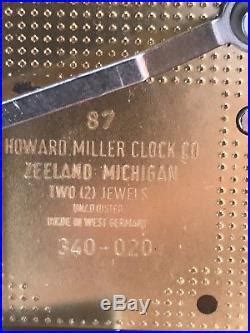 87
HOWARD MILLER CLOCK CO
ZEELAND MICHIGAN
TWO (2) JEWELS
UNADJUSTED
MADE IN WEST GERMANY
340-020